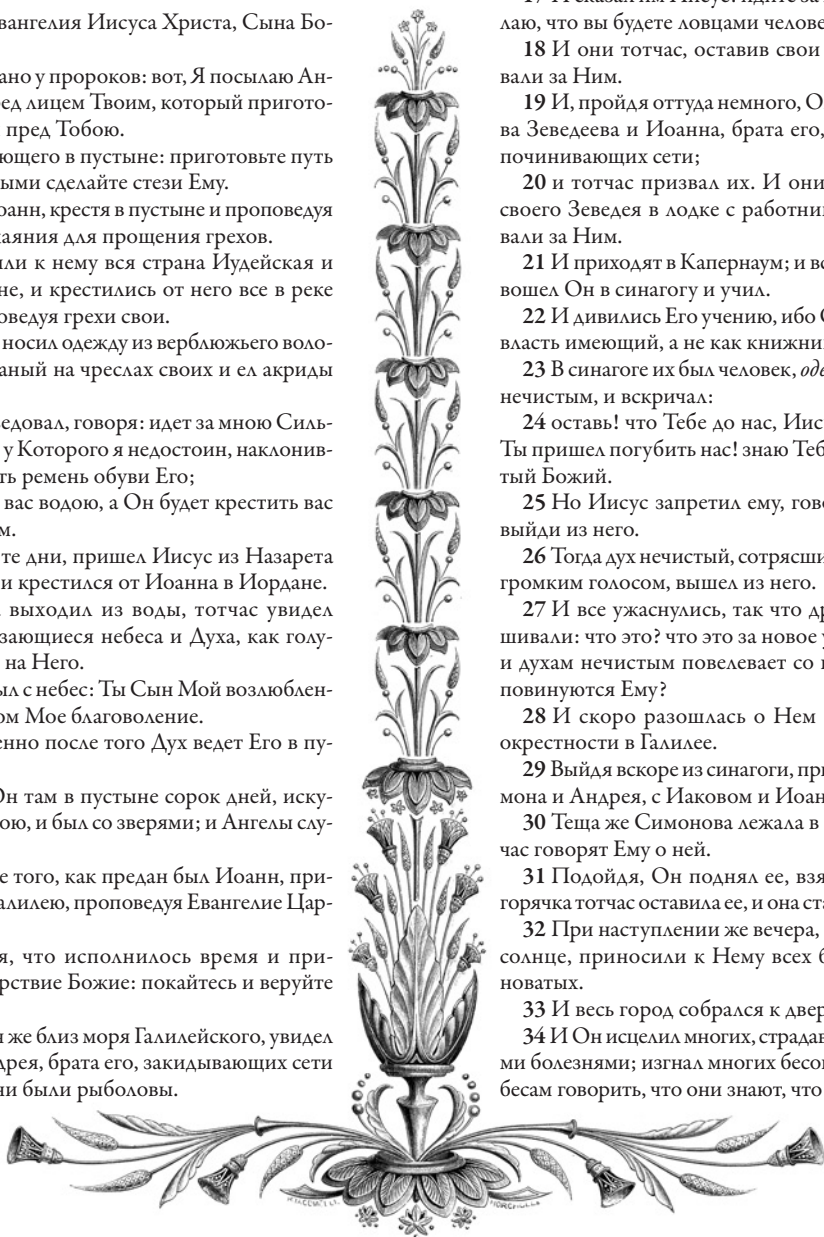 вангелия Иисуса Христа, Сына Бо-
ано у пророков: вот, Я посылаю Ан-
ред лицем Твоим, который пригото-
пред Тобою.
ющего в пустыне: приготовьте путь
ыми сделайте стези Ему.
оанн, крестя в пустыне и проповедуя
каяния для прощения грехов.
или к нему вся страна Иудейская и
не, и крестились от него все в реке
оведуя грехи свои.
носил одежду из верблюжьего воло-
аный на чреслах своих и ел акриды
едовал, говоря: идет за мною Силь-
у Которого я недостоин, наклонив-
ть ремень обуви Его;
вас водою, а Он будет крестить вас
м.
те дни, пришел Иисус из Назарета
и крестился от Иоанна в Иордане.
выходил из воды, тотчас увидел
зающиеся небеса и Духа, как голу-
на Него.
ыл с небес: Ты Сын Мой возлюблен-
ом Мое благоволение.
енно после того Дух ведет Его в пу-
Он там в пустыне сорок дней, иску-
ою, и был со зверями; и Ангелы слу-
е того, как предан был Иоанн, при-
алилею, проповедуя Евангелие Цар-
я, что исполнилось время и при-
рствие Божие: покайтесь и веруйте
же близ моря Галилейского, увидел
дрея, брата его, закидывающих сети
ни были рыболовы.
лаю, что вы будете ловцами челове
18 И они тотчас, оставив свои
вали за Ним.
19 И, пройдя оттуда немного, О
ва Зеведеева и Иоанна, брата его,
починивающих сети;
20 и тотчас призвал их. И они
своего Зеведея в лодке с работни
вали за Ним.
21 И приходят в Капернаум; и вс
вошел Он в синагогу и учил.
22 И дивились Его учению, ибо О
власть имеющий, а не как книжни
23 В синагоге их был человек, оде
нечистым, и вскричал:
24 оставь! что Тебе до нас, Иис
Ты пришел погубить нас! знаю Теб
тый Божий.
25 Но Иисус запретил ему, гово
выйди из него.
26 Тогда дух нечистый, сотрясши
громким голосом, вышел из него.
27 И все ужаснулись, так что др
шивали: что это? что это за новое у
и духам нечистым повелевает со в
повинуются Ему?
28 И скоро разошлась о Нем
окрестности в Галилее.
29 Выйдя вскоре из синагоги, при
мона и Андрея, с Иаковом и Иоан
30 Теща же Симонова лежала в
час говорят Ему о ней.
31 Подойдя, Он поднял ее, взя
горячка тотчас оставила ее, и она ста
32 При наступлении же вечера,
солнце, приносили к Нему всех б
новатых.
33 И весь город собрался к двер
34 И Он исцелил многих, страдав
ми болезнями; изгнал многих бесо
бесам говорить, что они знают, что